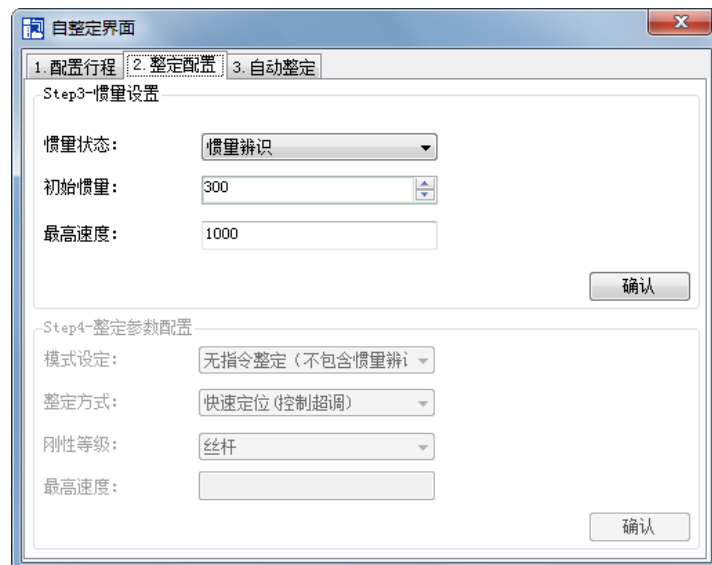 自整定界面
1.配置行程 2.整定配置 3.自动整定
Step3-惯量设置
惯量状态： 惯量辨识
初始惯量： 300
最高速度： 1000
确认
Step4-整定参数配置
模式设定： 无指令整定（不包含惯量辨
整定方式： 快速定位(控制超调)
刚性等级： 丝杆
最高速度：
确认